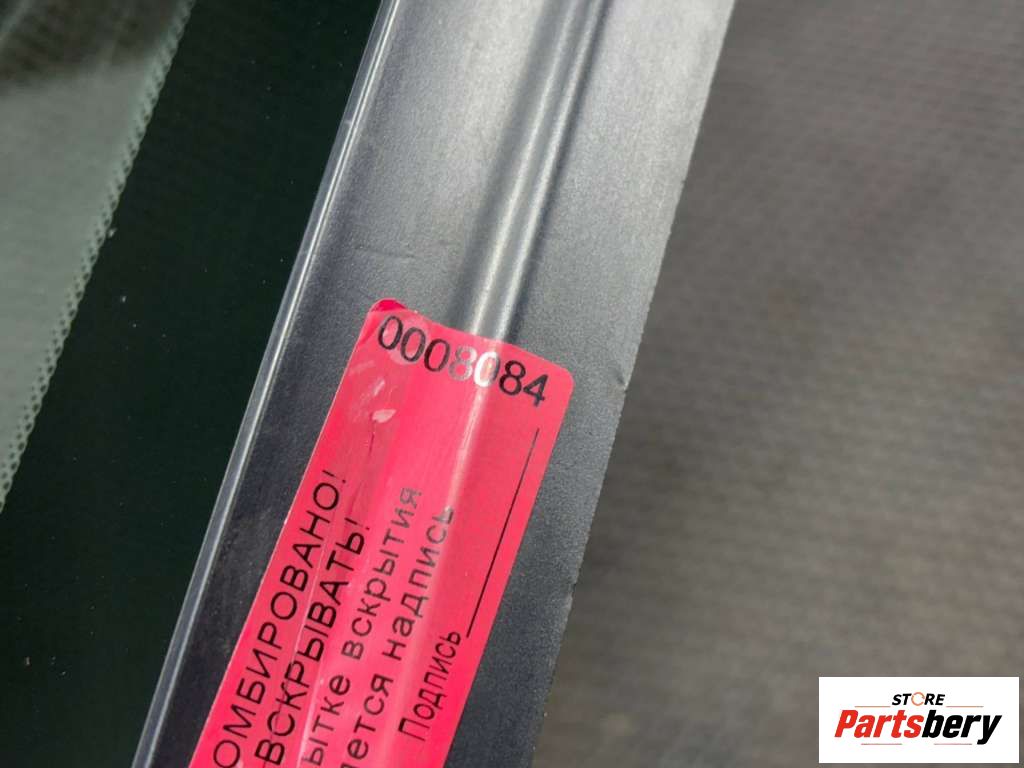 0008084
ОМБИРОВАНО!
ВСКРЫВАТЬ!
ытке вскрытия
ется надпись
Подпись
STORE
Partsbery